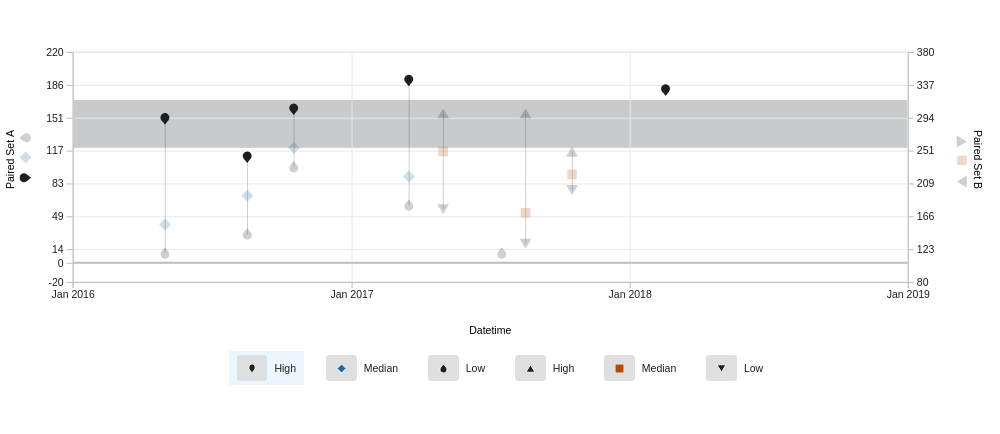 220
186
151
117
83
49
14
0
-20
380
337
294
251
209
166
123
80
Paired Set A
Paired Set B
Jan 2016
Jan 2017
Jan 2018
Jan 2019
Datetime
High
Median
Low
High
Median
Low